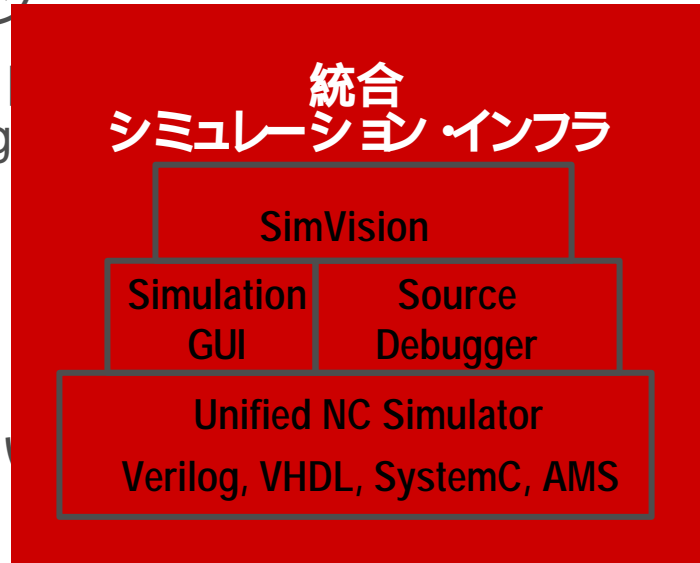 統合
シミュレーション・インフラ
SimVision
Simulation
GUI
Source
Debugger
Unified NC Simulator
Verilog, VHDL, SystemC, AMS